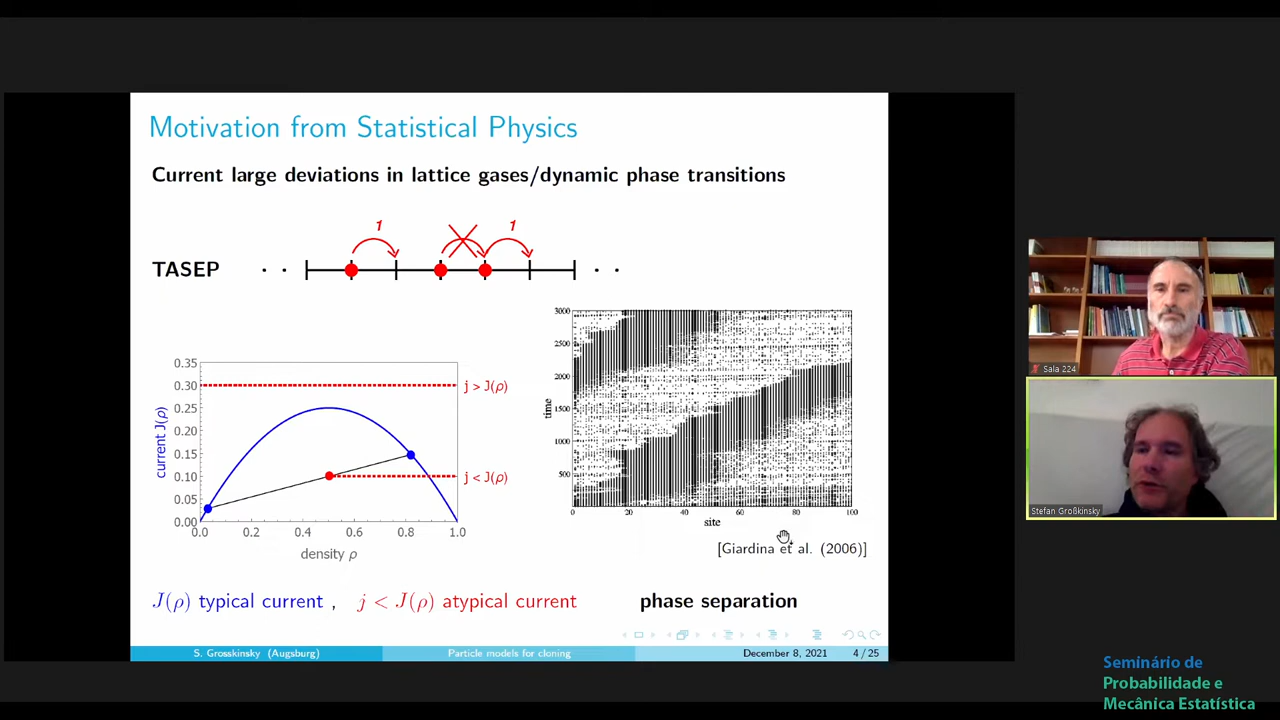 Motivation from Statistical Physics
Current large deviations in lattice gases/dynamic phase transitions
1
1
TASEP
3000
2500
2000
1500
1000
500
0
20
40
60
80
100
time
site
[Giardina et al. (2006)]
0.35
0.30
0.25
0.20
0.15
0.10
0.05
0.00
0.0
0.2
0.4
0.6
0.8
1.0
current J(ρ)
density ρ
j > J(ρ)
j < J(ρ)
J(ρ) typical current , j < J(ρ) atypical current
phase separation
S. Grosskinsky (Augsburg)
Particle models for cloning
December 8, 2021
4 / 25
Sala 224
Stefan Großkinsky
Seminário de
Probabilidade e
Mecânica Estatística